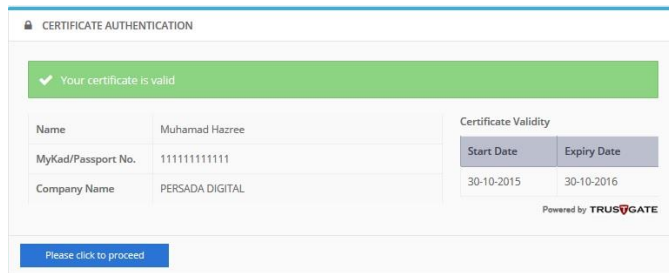 CERTIFICATE AUTHENTICATION
Your certificate is valid
Name Muhamad Hazree
MyKad/Passport No. 111111111111
Company Name PERSADA DIGITAL
Certificate Validity
Start Date Expiry Date
30-10-2015 30-10-2016
Powered by TRUSTGATE
Please click to proceed